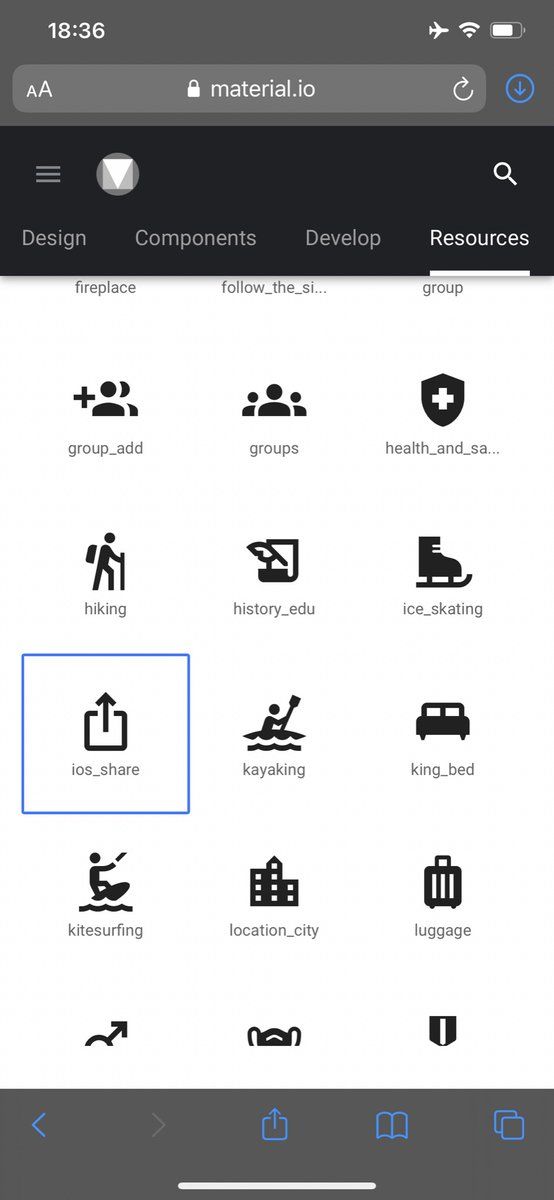 18:36
AA material.io
Design Components Develop Resources
fireplace follow_the_si... group
group_add groups health_and_sa...
hiking history_edu ice_skating
ios_share kayaking king_bed
kitesurfing location_city luggage